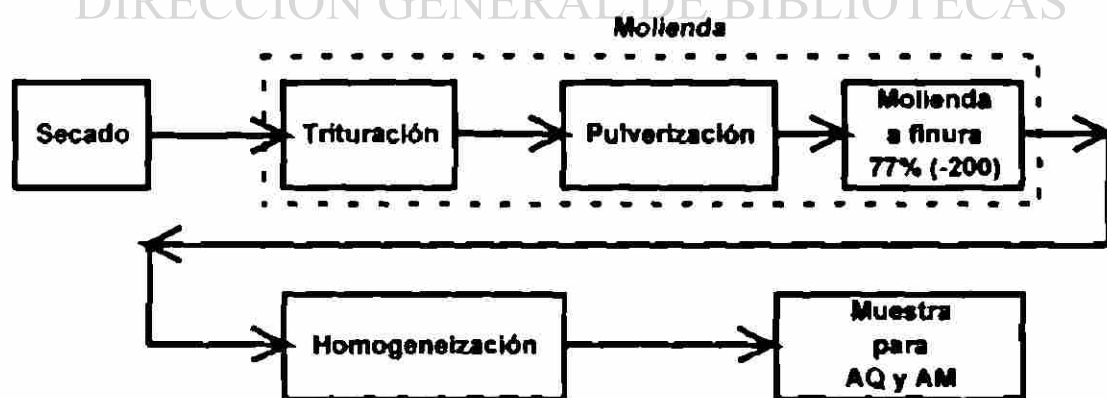 DIRECCIÓN GENERAL DE BIBLIOTECAS
Molienda
Secado
Trituración
Pulverización
Molienda
a finura
77% (-200)
Homogeneización
Muestra
para
AQ y AM